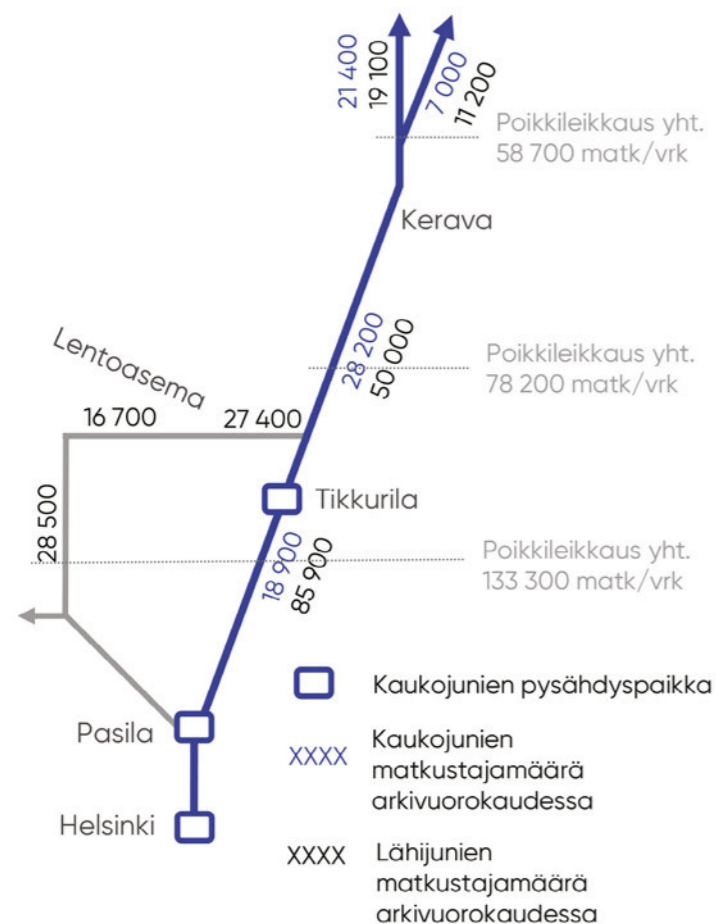 21 400
19 100
7 000
11 200
Poikkileikkaus yht.
58 700 matk/vrk
Kerava
28 200
50 000
Poikkileikkaus yht.
78 200 matk/vrk
Lentoasema
16 700
27 400
28 500
Tikkurila
18 900
85 900
Poikkileikkaus yht.
133 300 matk/vrk
Pasila
Helsinki
Kaukojunien pysähdyspaikka
XXXX
Kaukojunien
matkustajamäärä
arkivuorokaudessa
XXXX
Lähijunien
matkustajamäärä
arkivuorokaudessa